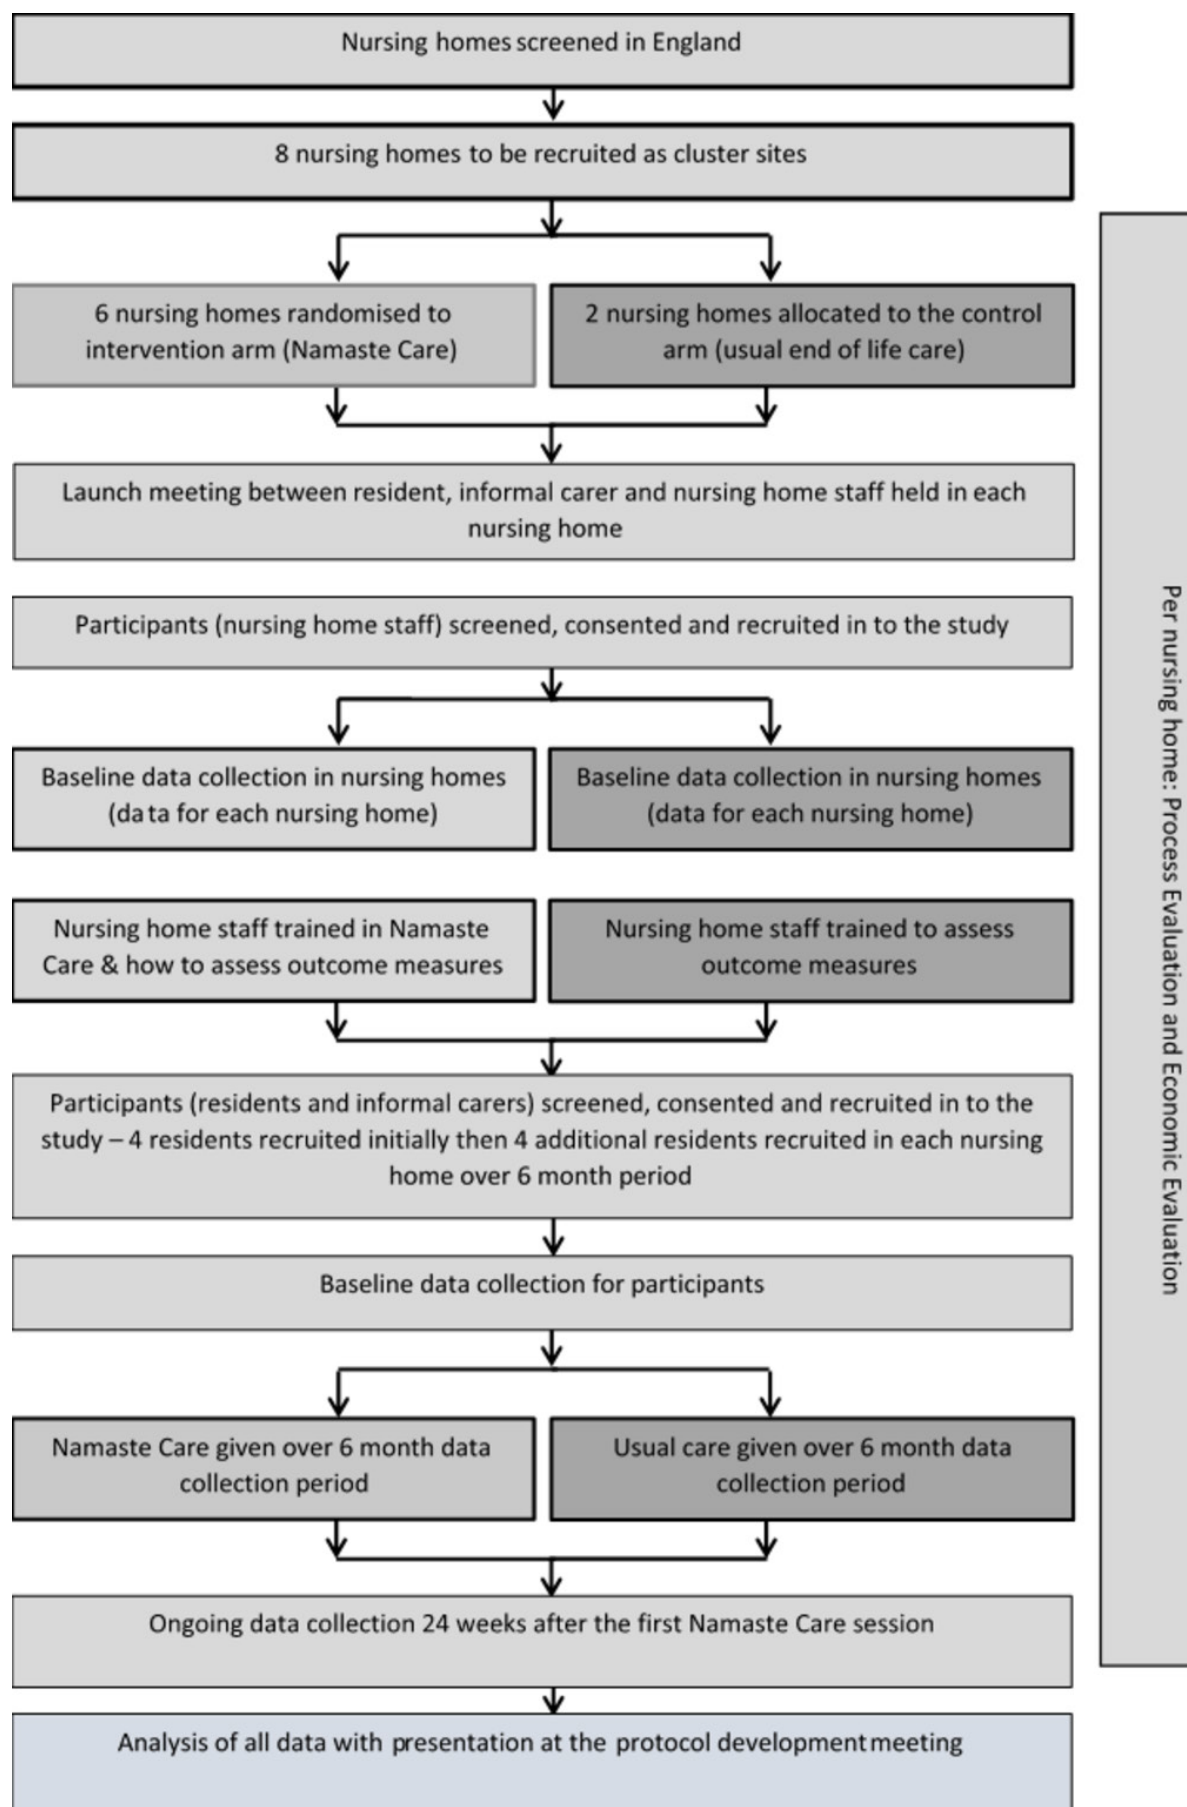 Nursing homes screened in England
8 nursing homes to be recruited as cluster sites
6 nursing homes randomised to
intervention arm (Namaste Care)
2 nursing homes allocated to the control
arm (usual end of life care)
Launch meeting between resident, informal carer and nursing home staff held in each
nursing home
Participants (nursing home staff) screened, consented and recruited in to the study
Baseline data collection in nursing homes
(data for each nursing home)
Baseline data collection in nursing homes
(data for each nursing home)
Nursing home staff trained in Namaste
Care & how to assess outcome measures
Nursing home staff trained to assess
outcome measures
Participants (residents and informal carers) screened, consented and recruited in to the
study – 4 residents recruited initially then 4 additional residents recruited in each nursing
home over 6 month period
Baseline data collection for participants
Namaste Care given over 6 month data
collection period
Usual care given over 6 month data
collection period
Ongoing data collection 24 weeks after the first Namaste Care session
Analysis of all data with presentation at the protocol development meeting
Per nursing home: Process Evaluation and Economic Evaluation